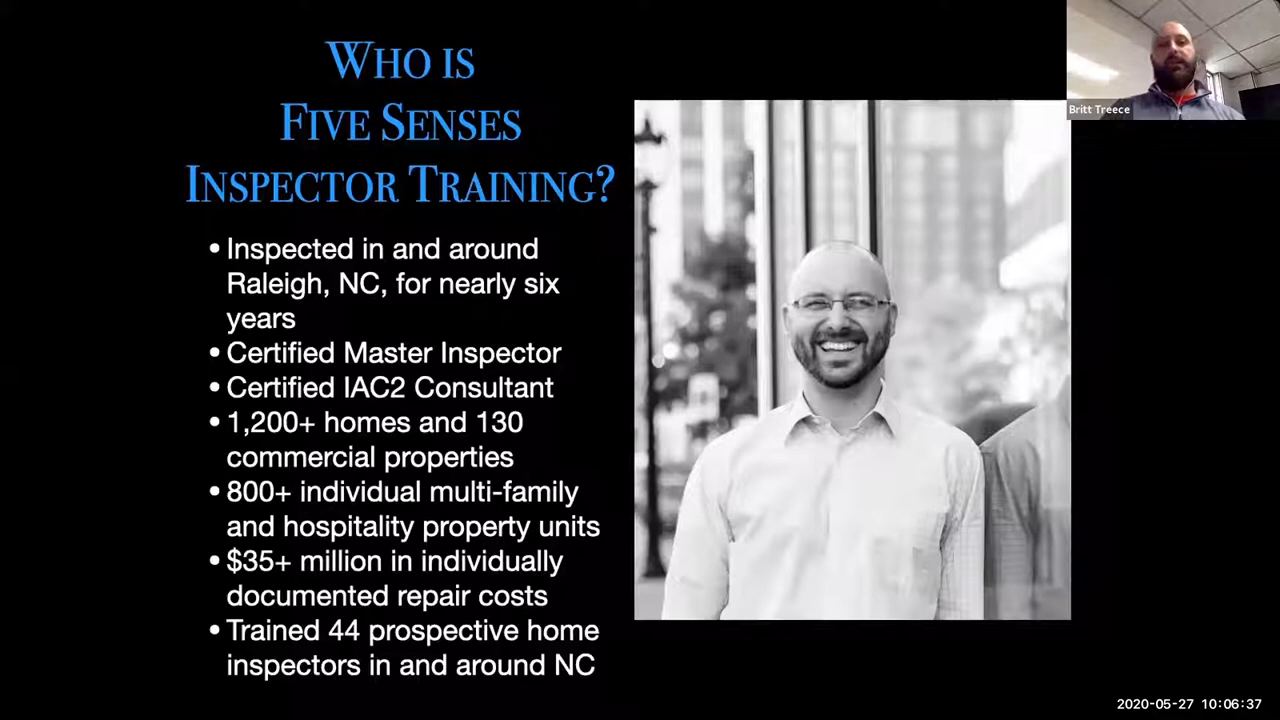 WHO IS
FIVE SENSES
INSPECTOR TRAINING?
• Inspected in and around
Raleigh, NC, for nearly six
years
• Certified Master Inspector
• Certified IAC2 Consultant
• 1,200+ homes and 130
commercial properties
• 800+ individual multi-family
and hospitality property units
• $35+ million in individually
documented repair costs
• Trained 44 prospective home
inspectors in and around NC
Britt Treece
2020-05-27 10:06:37